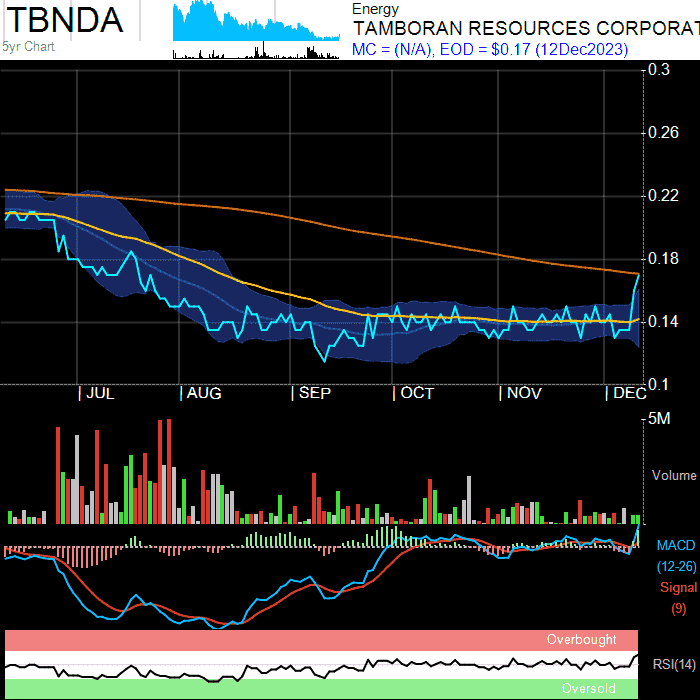 TBNDA
5yr Chart
Energy
TAMBORAN RESOURCES CORPORAT
MC = (N/A), EOD = $0.17 (12Dec2023)
0.3
0.26
0.22
0.18
0.14
0.1
JUL AUG SEP OCT NOV DEC
5M
Volume
MACD
(12-26)
Signal
(9)
Overbought
RSI(14)
Oversold